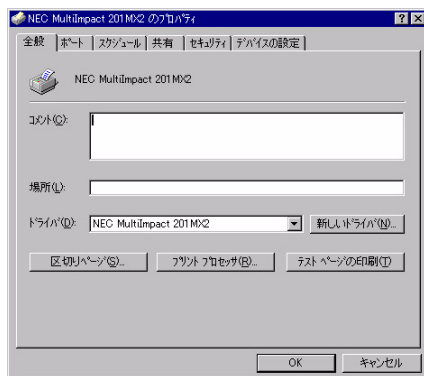 NEC MultiImpact 201MX2 のプロパティ
全般 ポート スケジュール 共有 セキュリティ デバイスの設定
NEC MultiImpact 201MX2
コメント(C):
場所(L):
ドライバ(D): NEC MultiImpact 201MX2 新しいドライバ(N)...
区切りページ(S)... プリント プロセッサ(R)... テスト ページの印刷(T)
OK キャンセル